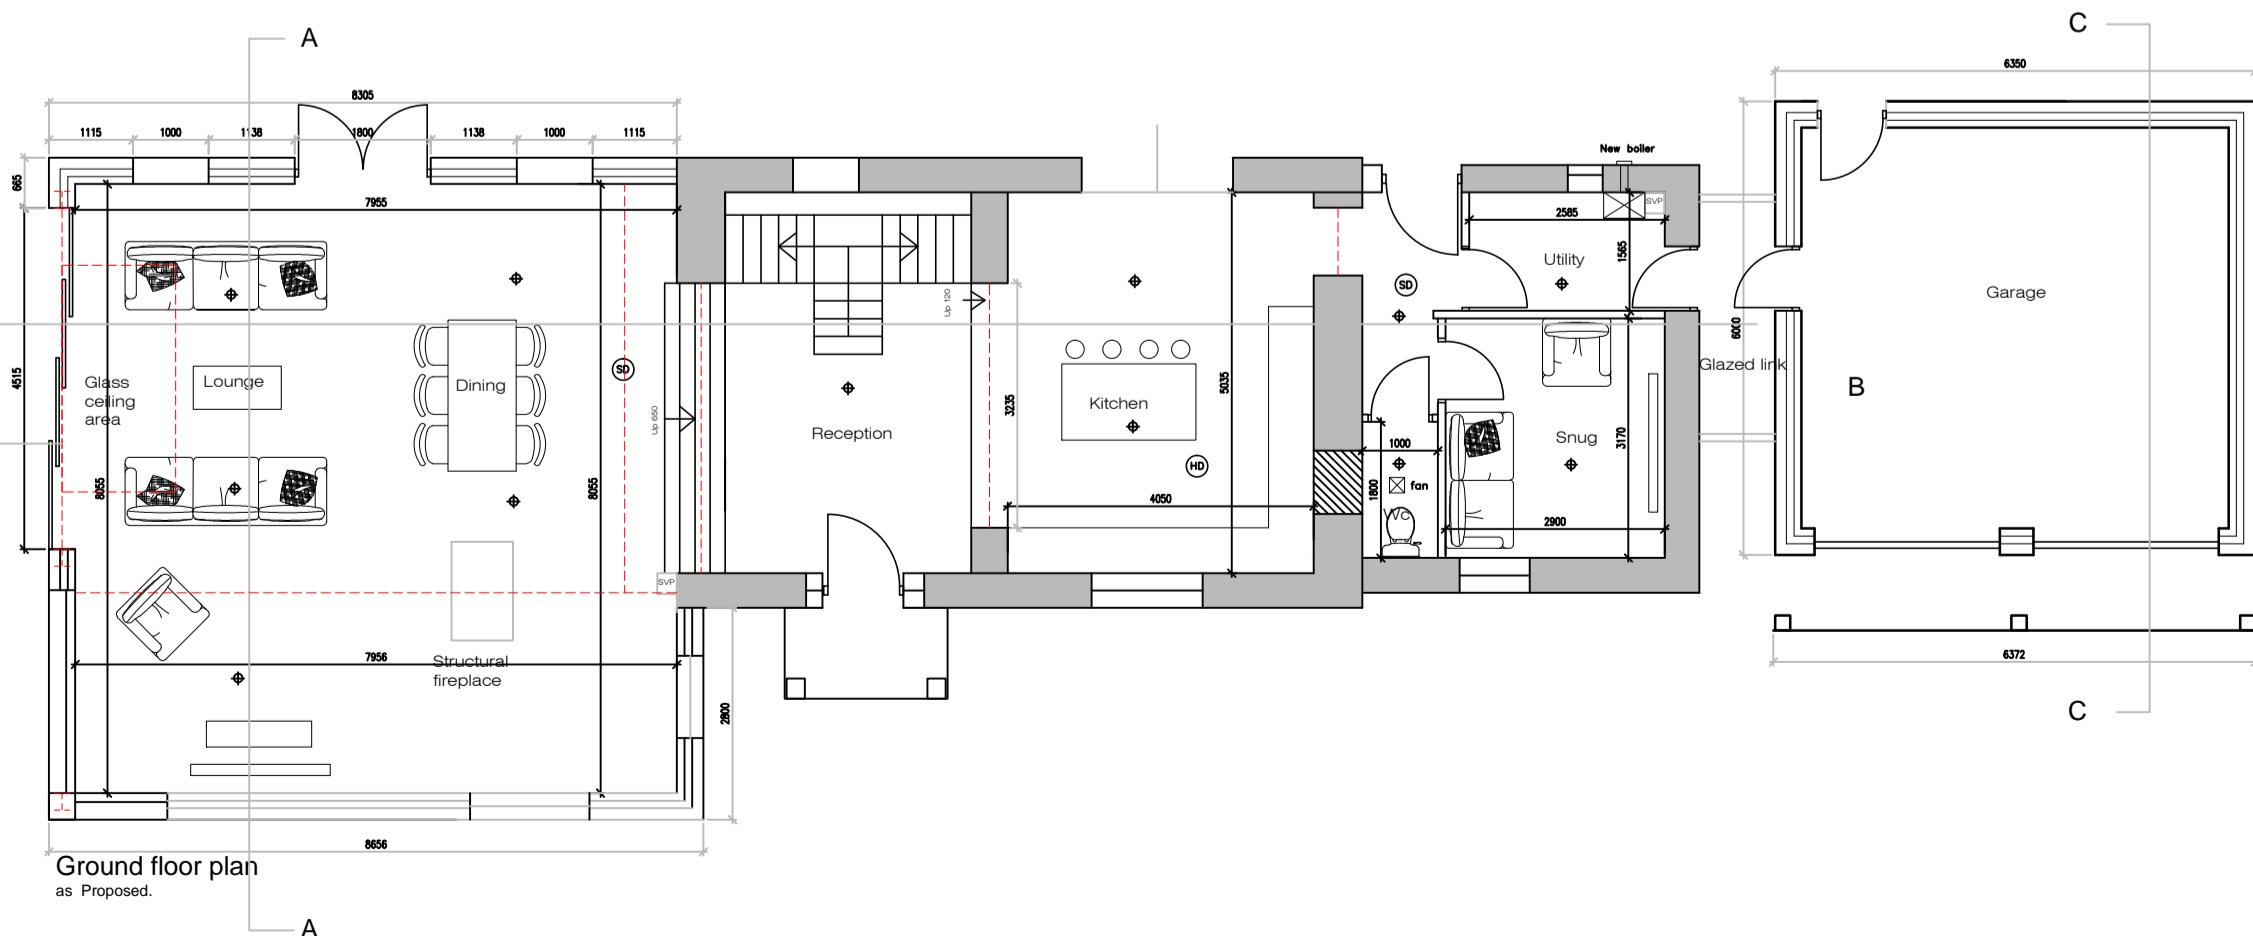 A
C
6350
8305
1115
1000
1138
1800
1138
1000
1115
New boiler
665
7955
2585
SVP
1565
Utility
SD
Garage
Up 120
6000
4515
Glass
ceiling
area
Lounge
Dining
SD
Up 650
Reception
3235
Kitchen
5035
Glazed link
B
8055
8055
HD
4050
1000
1800
fan
Wc
Snug
3170
2900
SVP
7956
Structural
fireplace
2800
6372
C
8656
Ground floor plan
as Proposed.
A